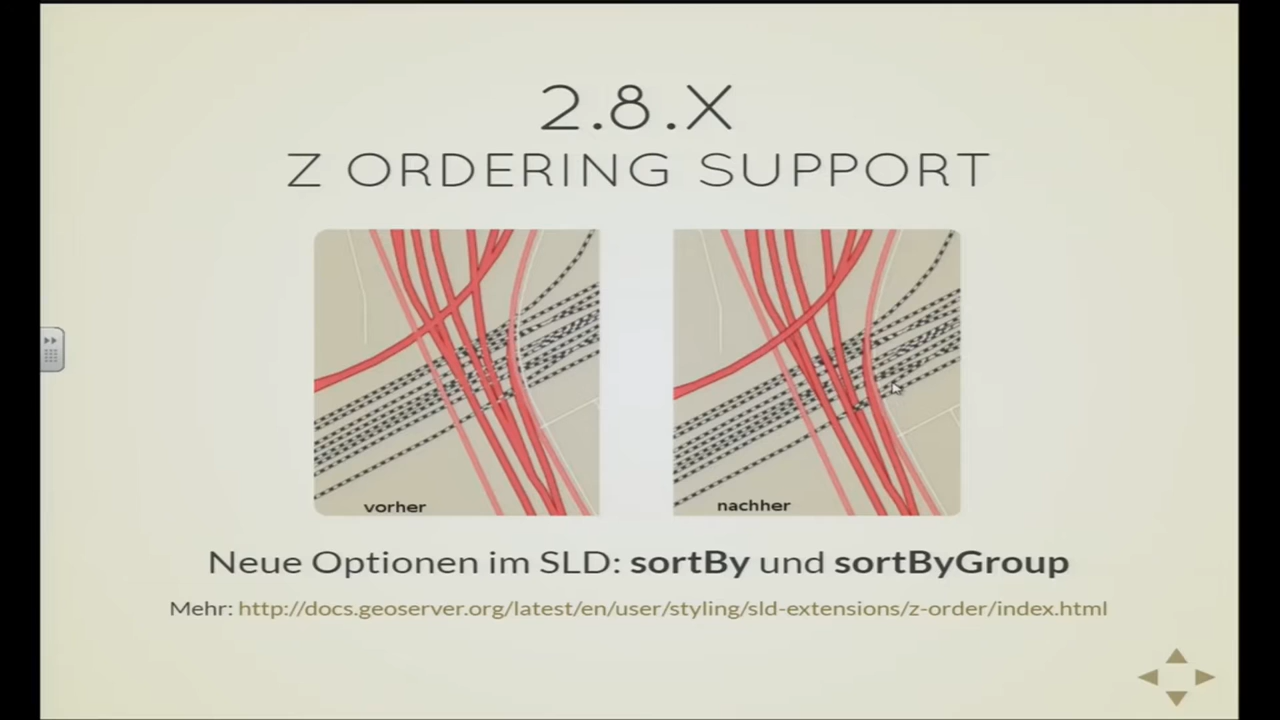 2.8.X
Z ORDERING SUPPORT
vorher
nachher
Neue Optionen im SLD: sortBy und sortByGroup
Mehr: http://docs.geoserver.org/latest/en/user/styling/sld-extensions/z-order/index.html